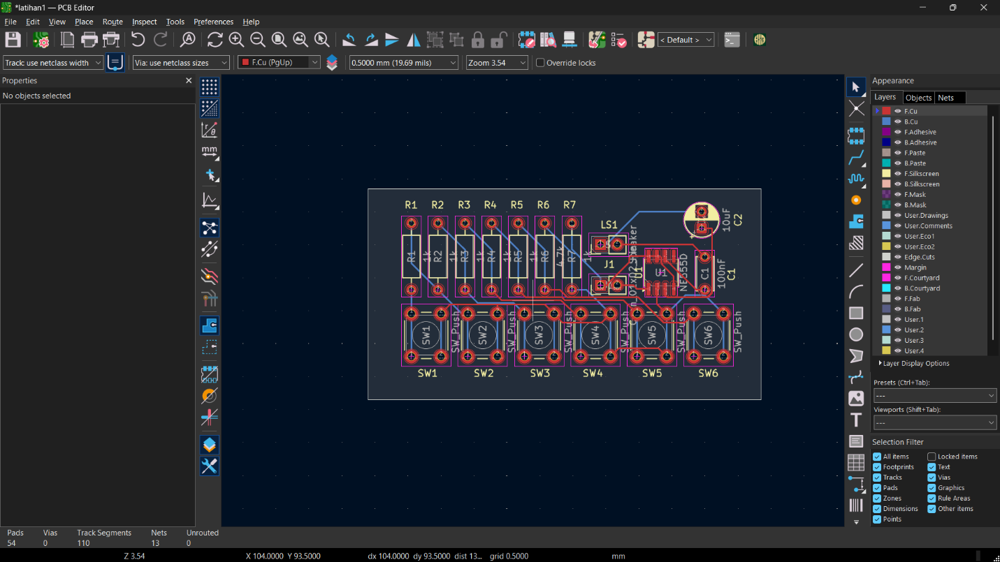 *latihan1 — PCB Editor
File Edit View Place Route Inspect Tools Preferences Help
< Default >
Track: use netclass width
Via: use netclass sizes
F.Cu (PgUp)
0.5000 mm (19.69 mils)
Zoom 3.54
Override locks
Properties
No objects selected
mm
R1 R2 R3 R4 R5 R6 R7
LS1
10uF
C2
R1 1k R2 1k R3 1k R4 1k R5 1k R6 4.7k R7 1k
J1
U1
U1
NE555D
C1
100nF
C1
SW1 SW_Push SW2 SW_Push SW3 SW_Push SW4 SW_Push SW5 SW_Push SW6 SW_Push
SW1 SW2 SW3 SW4 SW5 SW6
Appearance
Layers Objects Nets
F.Cu
B.Cu
F.Adhesive
B.Adhesive
F.Paste
B.Paste
F.Silkscreen
B.Silkscreen
F.Mask
B.Mask
User.Drawings
User.Comments
User.Eco1
User.Eco2
Edge.Cuts
Margin
F.Courtyard
B.Courtyard
F.Fab
B.Fab
User.1
User.2
User.3
User.4
Layer Display Options
Presets (Ctrl+Tab):
---
Viewports (Shift+Tab):
---
Selection Filter
All items Locked items
Footprints Text
Tracks Vias
Pads Graphics
Zones Rule Areas
Dimensions Other items
Points
Pads Vias Track Segments Nets Unrouted
54 0 110 13 0
Z 3.54
X 104.0000 Y 93.5000
dx 104.0000 dy 93.5000 dist 13...
grid 0.5000
mm